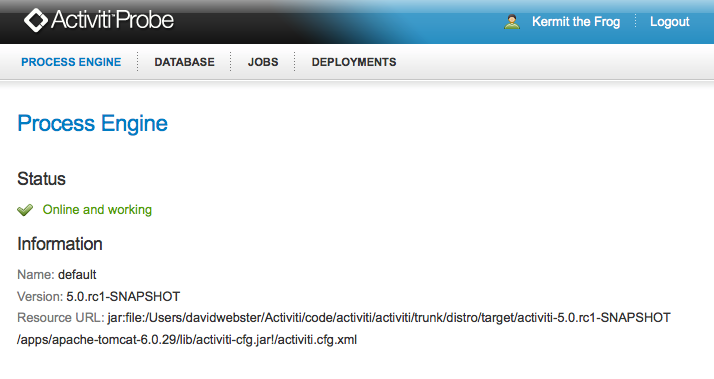 Activiti Probe Kermit the Frog Logout
PROCESS ENGINE DATABASE JOBS DEPLOYMENTS
Process Engine
Status
Online and working
Information
Name: default
Version: 5.0.rc1-SNAPSHOT
Resource URL: jar:file:/Users/davidwebster/Activiti/code/activiti/activiti/trunk/distro/target/activiti-5.0.rc1-SNAPSHOT
/apps/apache-tomcat-6.0.29/lib/activiti-cfg.jar!/activiti.cfg.xml